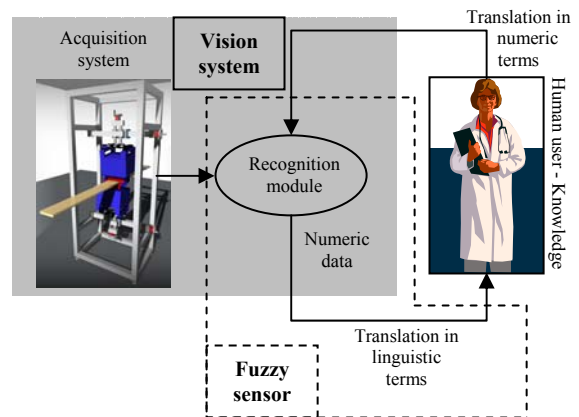 Acquisition
system
Vision
system
Translation in
numeric
terms
Recognition
module
Human user - Knowledge
Numeric
data
Translation in
linguistic
terms
Fuzzy
sensor